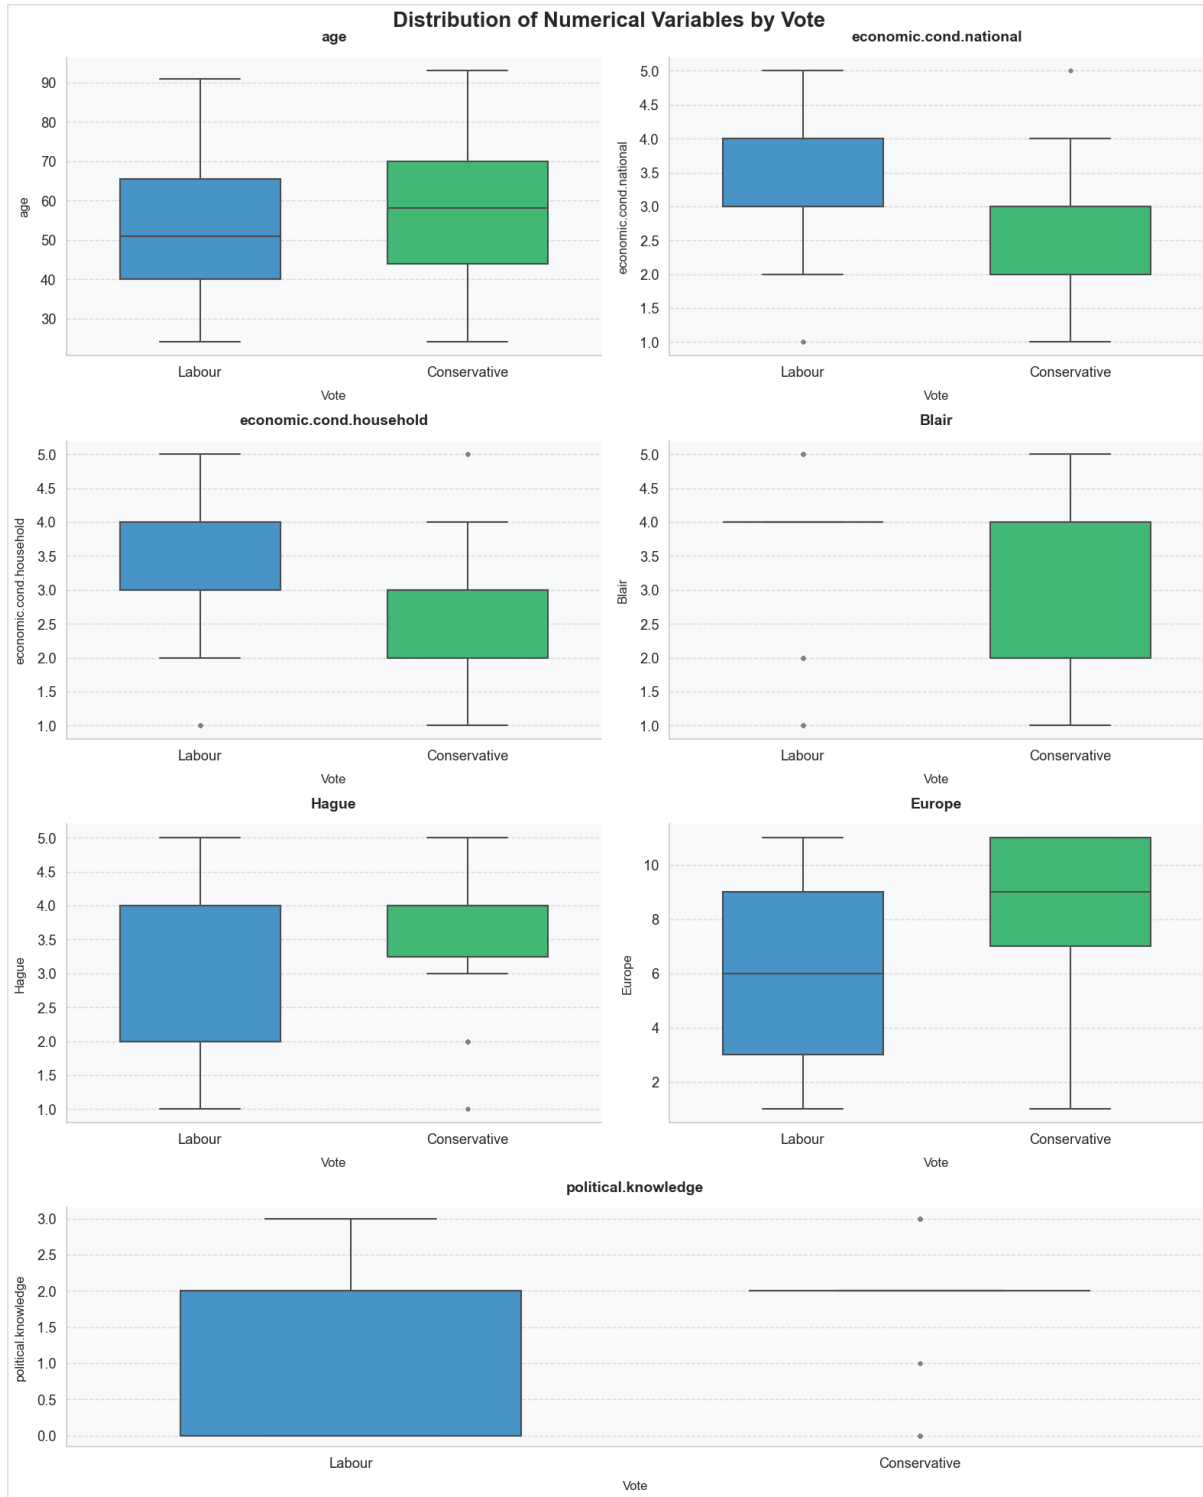 Distribution of Numerical Variables by Vote
age
age
90
80
70
60
50
40
30
Labour
Conservative
Vote
economic.cond.national
economic.cond.national
5.0
4.5
4.0
3.5
3.0
2.5
2.0
1.5
1.0
Labour
Conservative
Vote
economic.cond.household
economic.cond.household
5.0
4.5
4.0
3.5
3.0
2.5
2.0
1.5
1.0
Labour
Conservative
Vote
Blair
Blair
5.0
4.5
4.0
3.5
3.0
2.5
2.0
1.5
1.0
Labour
Conservative
Vote
Hague
Hague
5.0
4.5
4.0
3.5
3.0
2.5
2.0
1.5
1.0
Labour
Conservative
Vote
Europe
Europe
10
8
6
4
2
Labour
Conservative
Vote
political.knowledge
political.knowledge
3.0
2.5
2.0
1.5
1.0
0.5
0.0
Labour
Conservative
Vote